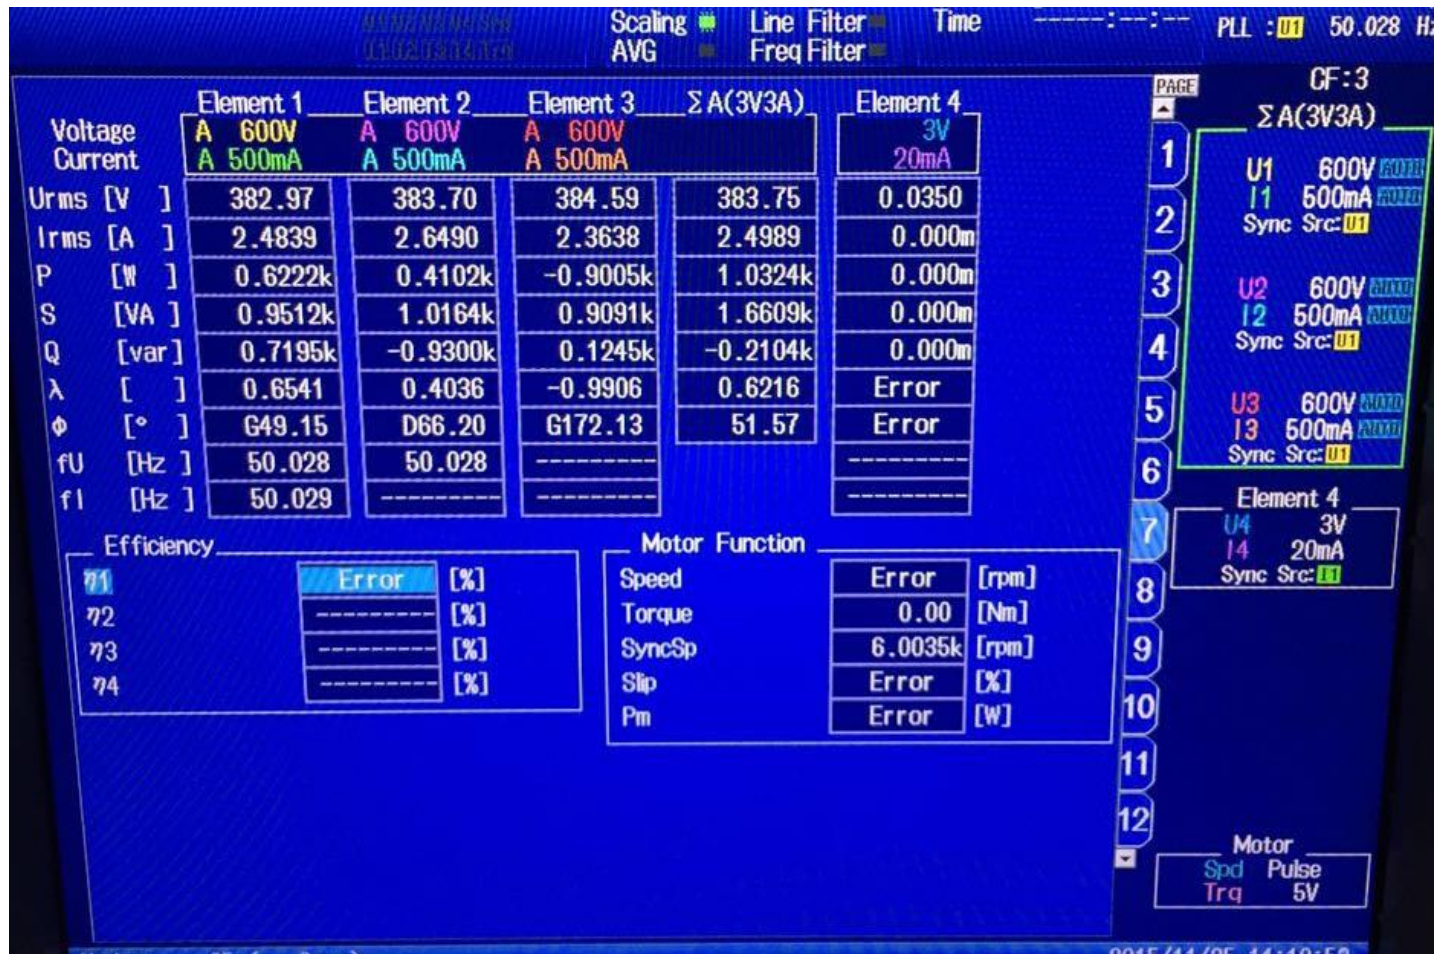 Scaling Line Filter Time -----:--:-- PLL :U1 50.028 Hz
AVG Freq Filter
Element 1 Element 2 Element 3 ΣA(3V3A) Element 4 PAGE CF:3
Voltage A 600V A 600V A 600V 3V ΣA(3V3A)
Current A 500mA A 500mA A 500mA 20mA 1
U1 600V AUTO
Urms [V ] 382.97 383.70 384.59 383.75 0.0350 I1 500mA AUTO
2 Sync Src:U1
Irms [A ] 2.4839 2.6490 2.3638 2.4989 0.000m
P [W ] 0.6222k 0.4102k -0.9005k 1.0324k 0.000m 3
U2 600V AUTO
S [VA ] 0.9512k 1.0164k 0.9091k 1.6609k 0.000m I2 500mA AUTO
Q [var] 0.7195k -0.9300k 0.1245k -0.2104k 0.000m 4 Sync Src:U1
λ [ ] 0.6541 0.4036 -0.9906 0.6216 Error
5 U3 600V AUTO
Φ [° ] G49.15 D66.20 G172.13 51.57 Error I3 500mA AUTO
fU [Hz ] 50.028 50.028 --------- --------- 6 Sync Src:U1
fI [Hz ] 50.029 --------- --------- --------- Element 4
7 U4 3V
Efficiency Motor Function I4 20mA
η1 Error [%] Speed Error [rpm] 8 Sync Src:I1
η2 --------- [%] Torque 0.00 [Nm]
η3 --------- [%] SyncSp 6.0035k [rpm] 9
η4 --------- [%] Slip Error [%]
Pm Error [W] 10
11
12
Motor
Spd Pulse
Trq 5V